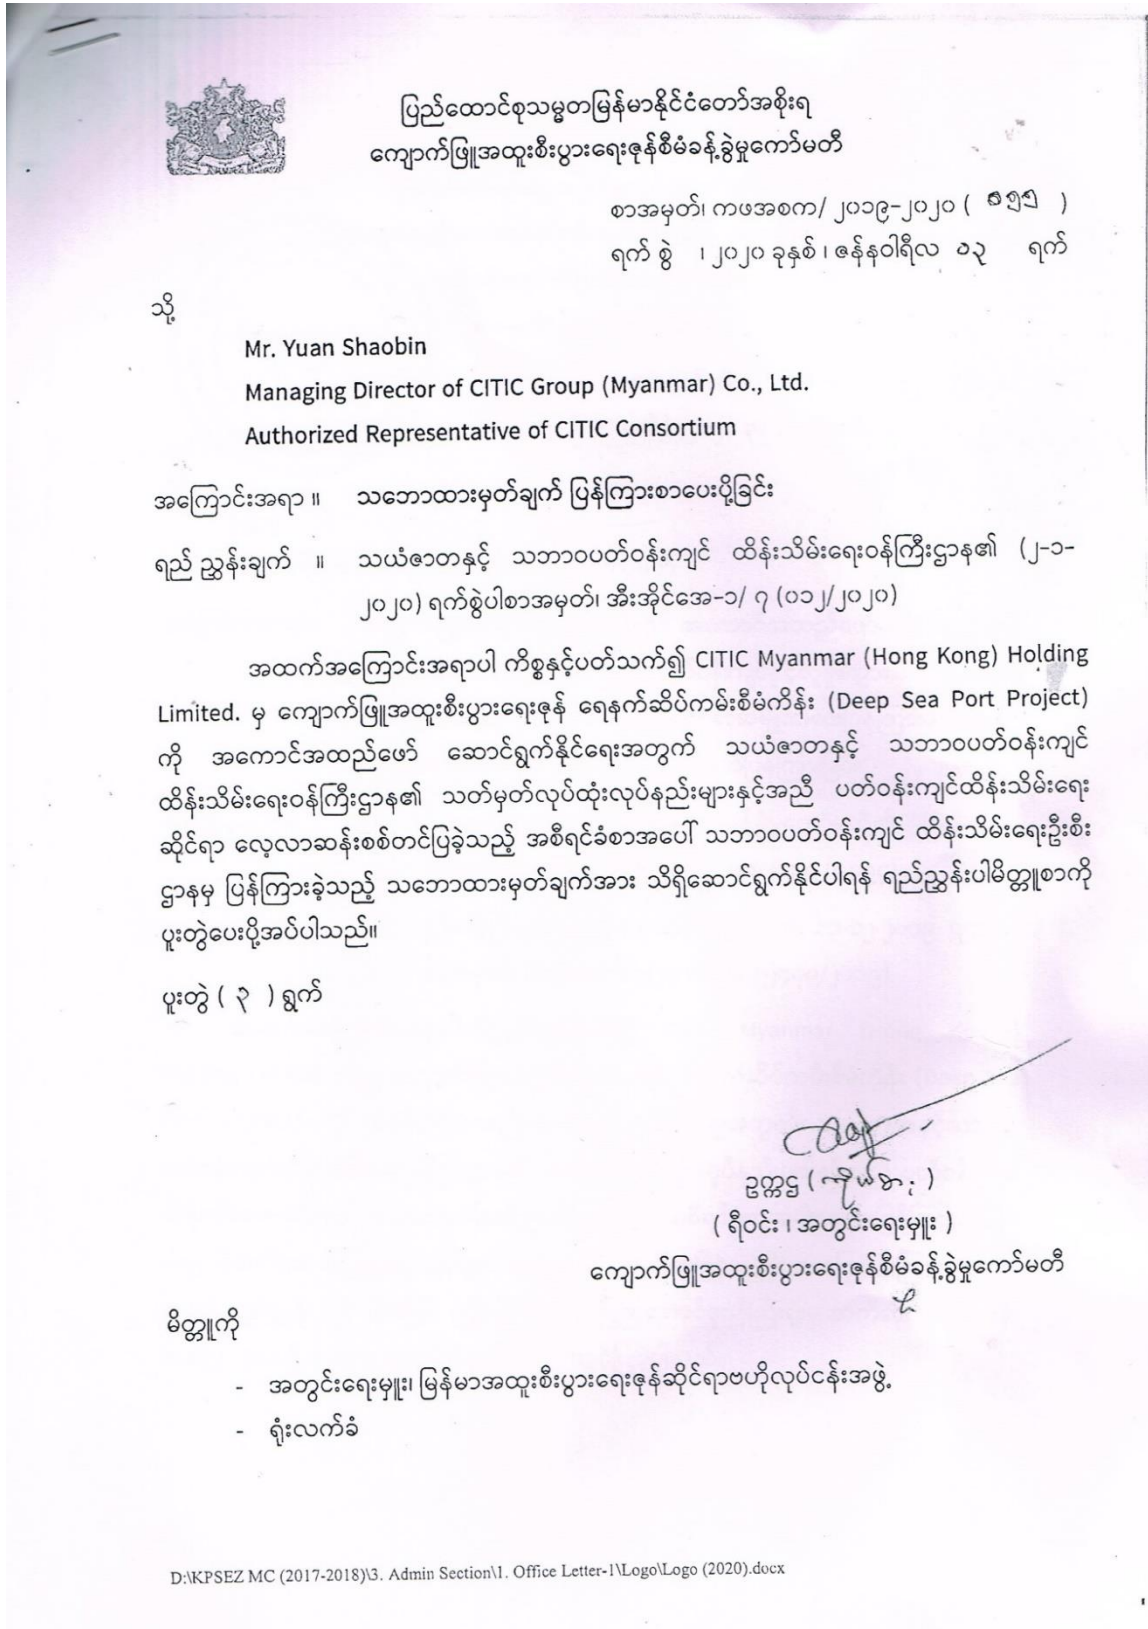 ပြည်ထောင်စုသမ္မတမြန်မာနိုင်ငံတော်အစိုးရ
ကျောက်ဖြူအထူးစီးပွားရေးဇုန်စီမံခန့်ခွဲမှုကော်မတီ
စာအမှတ်၊ ကဖအစက/ ၂၀၁၉-၂၀၂၀ ( )
ရက် စွဲ ၊ ၂၀၂၀ ခုနှစ် ၊ ဇန်နဝါရီလ ၁၃ ရက်
သို့
Mr. Yuan Shaobin
Managing Director of CITIC Group (Myanmar) Co., Ltd.
Authorized Representative of CITIC Consortium
အကြောင်းအရာ ။ သဘောထားမှတ်ချက် ပြန်ကြားစာပေးပို့ခြင်း
ရည် ညွှန်းချက် ။ သယံဇာတနှင့် သဘာဝပတ်ဝန်းကျင် ထိန်းသိမ်းရေးဝန်ကြီးဌာန၏ (၂-၁-
၂၀၂၀) ရက်စွဲပါစာအမှတ်၊ အီးအိုင်အေ-၁/ ၇ (၀၁၂/၂၀၂၀)
အထက်အကြောင်းအရာပါ ကိစ္စနှင့်ပတ်သက်၍ CITIC Myanmar (Hong Kong) Holding
Limited. မှ ကျောက်ဖြူအထူးစီးပွားရေးဇုန် ရေနက်ဆိပ်ကမ်းစီမံကိန်း (Deep Sea Port Project)
ကို အကောင်အထည်ဖော် ဆောင်ရွက်နိုင်ရေးအတွက် သယံဇာတနှင့် သဘာဝပတ်ဝန်းကျင်
ထိန်းသိမ်းရေးဝန်ကြီးဌာန၏ သတ်မှတ်လုပ်ထုံးလုပ်နည်းများနှင့်အညီ ပတ်ဝန်းကျင်ထိန်းသိမ်းရေး
ဆိုင်ရာ လေ့လာဆန်းစစ်တင်ပြခဲ့သည့် အစီရင်ခံစာအပေါ် သဘာဝပတ်ဝန်းကျင် ထိန်းသိမ်းရေးဦးစီး
ဌာနမှ ပြန်ကြားခဲ့သည့် သဘောထားမှတ်ချက်အား သိရှိဆောင်ရွက်နိုင်ပါရန် ရည်ညွှန်းပါမိတ္တူစာကို
ပူးတွဲပေးပို့အပ်ပါသည်။
ပူးတွဲ ( ၃ ) ရွက်
ဥက္ကဋ္ဌ (ကိုယ်စား)
( ရီဝင်း ၊ အတွင်းရေးမှူး )
ကျောက်ဖြူအထူးစီးပွားရေးဇုန်စီမံခန့်ခွဲမှုကော်မတီ
မိတ္တူကို
- အတွင်းရေးမှူး၊ မြန်မာအထူးစီးပွားရေးဇုန်ဆိုင်ရာဗဟိုလုပ်ငန်းအဖွဲ့
- ရုံးလက်ခံ
D:\KPSEZ MC (2017-2018)\3. Admin Section\1. Office Letter-1\Logo\Logo (2020).docx